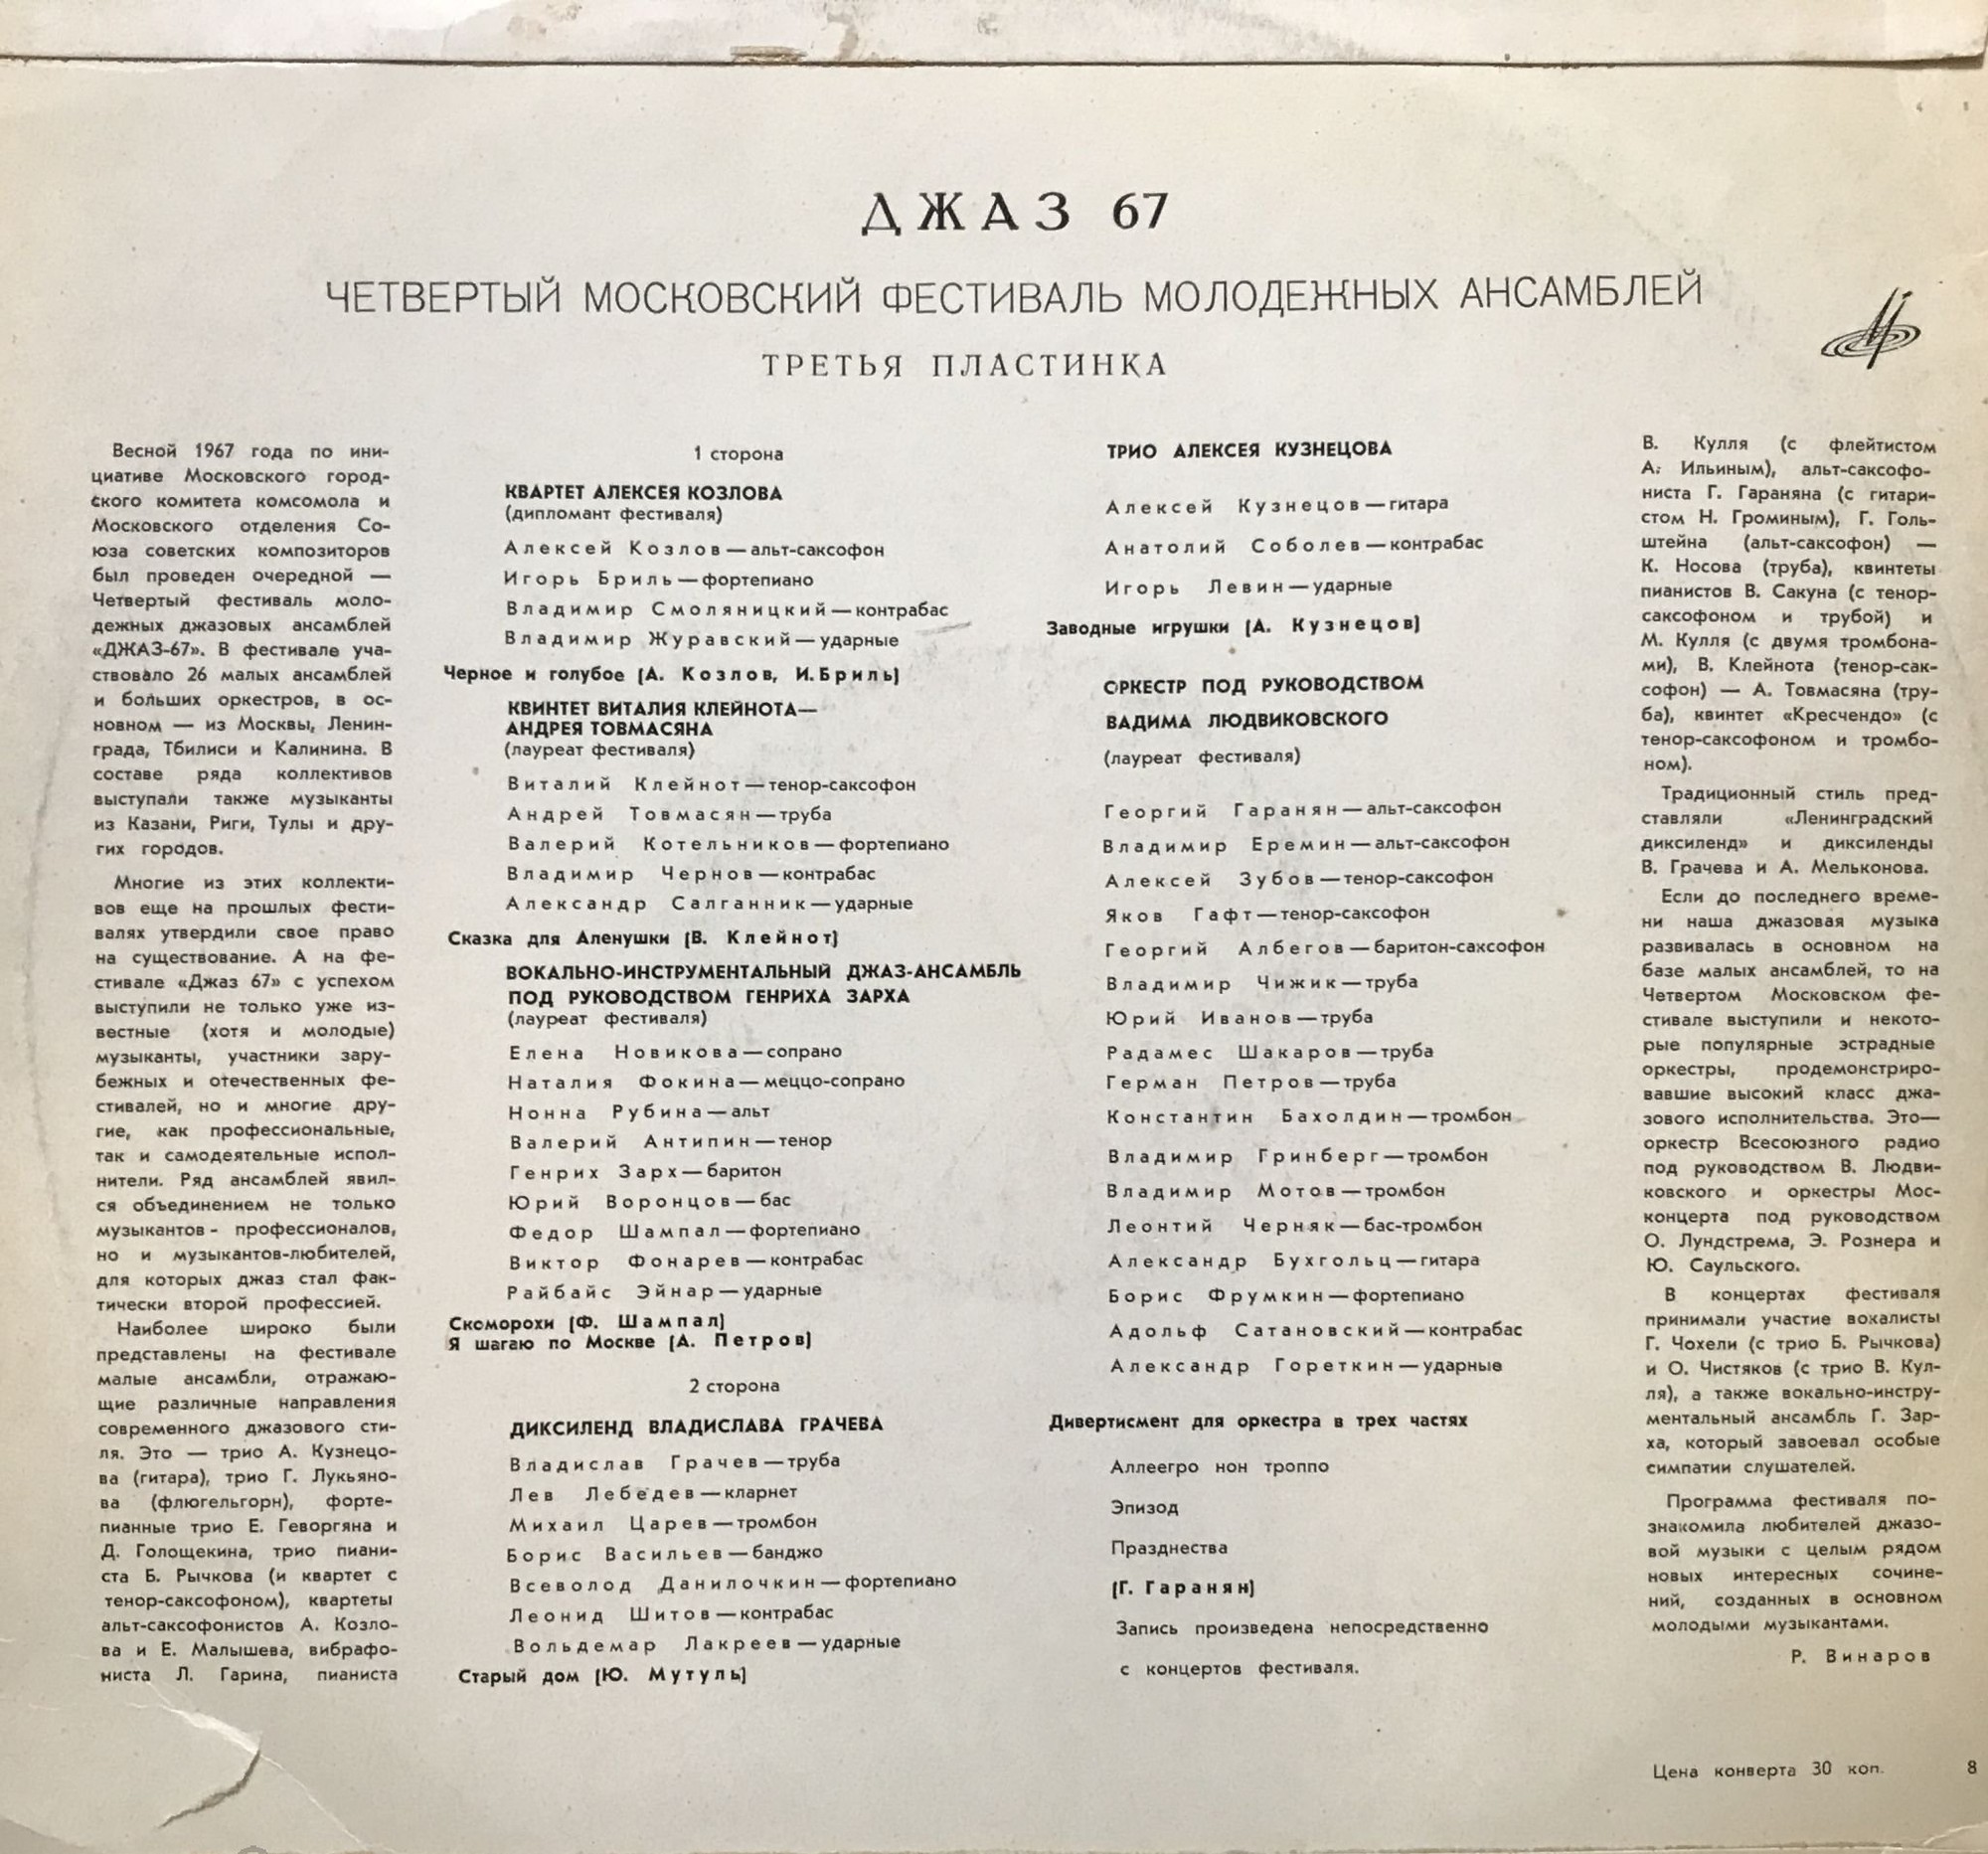 ДЖАЗ 67
ЧЕТВЕРТЫЙ МОСКОВСКИЙ ФЕСТИВАЛЬ МОЛОДЕЖНЫХ АНСАМБЛЕЙ
ТРЕТЬЯ ПЛАСТИНКА
Весной 1967 года по ини-
циативе Московского город-
ского комитета комсомола и
Московского отделения Со-
юза советских композиторов
был проведен очередной —
Четвертый фестиваль моло-
дежных джазовых ансамблей
«ДЖАЗ-67». В фестивале уча-
ствовало 26 малых ансамблей
и больших оркестров, в ос-
новном — из Москвы, Ленин-
града, Тбилиси и Калинина. В
составе ряда коллективов
выступали также музыканты
из Казани, Риги, Тулы и дру-
гих городов.
Многие из этих коллекти-
вов еще на прошлых фести-
валях утвердили свое право
на существование. А на фе-
стивале «Джаз 67» с успехом
выступили не только уже из-
вестные (хотя и молодые)
музыканты, участники зару-
бежных и отечественных фе-
стивалей, но и многие дру-
гие, как профессиональные,
так и самодеятельные испол-
нители. Ряд ансамблей явил-
ся объединением не только
музыкантов - профессионалов,
но и музыкантов-любителей,
для которых джаз стал фак-
тически второй профессией.
Наиболее широко были
представлены на фестивале
малые ансамбли, отражаю-
щие различные направления
современного джазового сти-
ля. Это — трио А. Кузнецо-
ва (гитара), трио Г. Лукьяно-
ва (флюгельгорн), форте-
пианные трио Е. Геворгяна и
Д. Голощекина, трио пиани-
ста Б. Рычкова (и квартет с
тенор-саксофоном), квартеты
альт-саксофонистов А. Козло-
ва и Е. Малышева, вибрафо-
ниста Л. Гарина, пианиста
1 сторона
КВАРТЕТ АЛЕКСЕЯ КОЗЛОВА
(дипломант фестиваля)
Алексей Козлов — альт-саксофон
Игорь Бриль — фортепиано
Владимир Смоляницкий — контрабас
Владимир Журавский — ударные
Черное и голубое (А. Козлов, И. Бриль)
КВИНТЕТ ВИТАЛИЯ КЛЕЙНОТА—
АНДРЕЯ ТОВМАСЯНА
(лауреат фестиваля)
Виталий Клейнот — тенор-саксофон
Андрей Товмасян — труба
Валерий Котельников — фортепиано
Владимир Чернов — контрабас
Александр Салганник — ударные
Сказка для Аленушки (В. Клейнот)
ВОКАЛЬНО-ИНСТРУМЕНТАЛЬНЫЙ ДЖАЗ-АНСАМБЛЬ
ПОД РУКОВОДСТВОМ ГЕНРИХА ЗАРХА
(лауреат фестиваля)
Елена Новикова — сопрано
Наталия Фокина — меццо-сопрано
Нонна Рубина — альт
Валерий Антипин — тенор
Генрих Зарх — баритон
Юрий Воронцов — бас
Федор Шампал — фортепиано
Виктор Фонарев — контрабас
Райбайс Эйнар — ударные
Скоморохи (Ф. Шампал)
Я шагаю по Москве (А. Петров)
2 сторона
ДИКСИЛЕНД ВЛАДИСЛАВА ГРАЧЕВА
Владислав Грачев — труба
Лев Лебедев — кларнет
Михаил Царев — тромбон
Борис Васильев — банджо
Всеволод Данилочкин — фортепиано
Леонид Шитов — контрабас
Вольдемар Лакреев — ударные
Старый дом (Ю. Мутуль)
ТРИО АЛЕКСЕЯ КУЗНЕЦОВА
Алексей Кузнецов — гитара
Анатолий Соболев — контрабас
Игорь Левин — ударные
Заводные игрушки (А. Кузнецов)
ОРКЕСТР ПОД РУКОВОДСТВОМ
ВАДИМА ЛЮДВИКОВСКОГО
(лауреат фестиваля)
Георгий Гаранян — альт-саксофон
Владимир Еремин — альт-саксофон
Алексей Зубов — тенор-саксофон
Яков Гафт — тенор-саксофон
Георгий Албегов — баритон-саксофон
Владимир Чижик — труба
Юрий Иванов — труба
Радамес Шакаров — труба
Герман Петров — труба
Константин Бахолдин — тромбон
Владимир Гринберг — тромбон
Владимир Мотов — тромбон
Леонтий Черняк — бас-тромбон
Александр Бухгольц — гитара
Борис Фрумкин — фортепиано
Адольф Сатановский — контрабас
Александр Гореткин — ударные
Дивертисмент для оркестра в трех частях
Аллеегро нон троппо
Эпизод
Празднества
(Г. Гаранян)
Запись произведена непосредственно
с концертов фестиваля.
В. Кулля (с флейтистом
А. Ильиным), альт-саксофо-
ниста Г. Гараняна (с гитари-
стом Н. Громиным), Г. Голь-
штейна (альт-саксофон) —
К. Носова (труба), квинтеты
пианистов В. Сакуна (с тенор-
саксофоном и трубой) и
М. Кулля (с двумя тромбона-
ми), В. Клейнота (тенор-сак-
софон) — А. Товмасяна (тру-
ба), квинтет «Кресчендо» (с
тенор-саксофоном и тромбо-
ном).
Традиционный стиль пред-
ставляли «Ленинградский
диксиленд» и диксиленды
В. Грачева и А. Мельконова.
Если до последнего време-
ни наша джазовая музыка
развивалась в основном на
базе малых ансамблей, то на
Четвертом Московском фе-
стивале выступили и некото-
рые популярные эстрадные
оркестры, продемонстриро-
вавшие высокий класс джа-
зового исполнительства. Это—
оркестр Всесоюзного радио
под руководством В. Людви-
ковского и оркестры Мос-
концерта под руководством
О. Лундстрема, Э. Рознера и
Ю. Саульского.
В концертах фестиваля
принимали участие вокалисты
Г. Чохели (с трио Б. Рычкова)
и О. Чистяков (с трио В. Кул-
ля), а также вокально-инстру-
ментальный ансамбль Г. Зар-
ха, который завоевал особые
симпатии слушателей.
Программа фестиваля по-
знакомила любителей джазо-
вой музыки с целым рядом
новых интересных сочине-
ний, созданных в основном
молодыми музыкантами.
Р. Винаров
Цена конверта 30 коп.
8